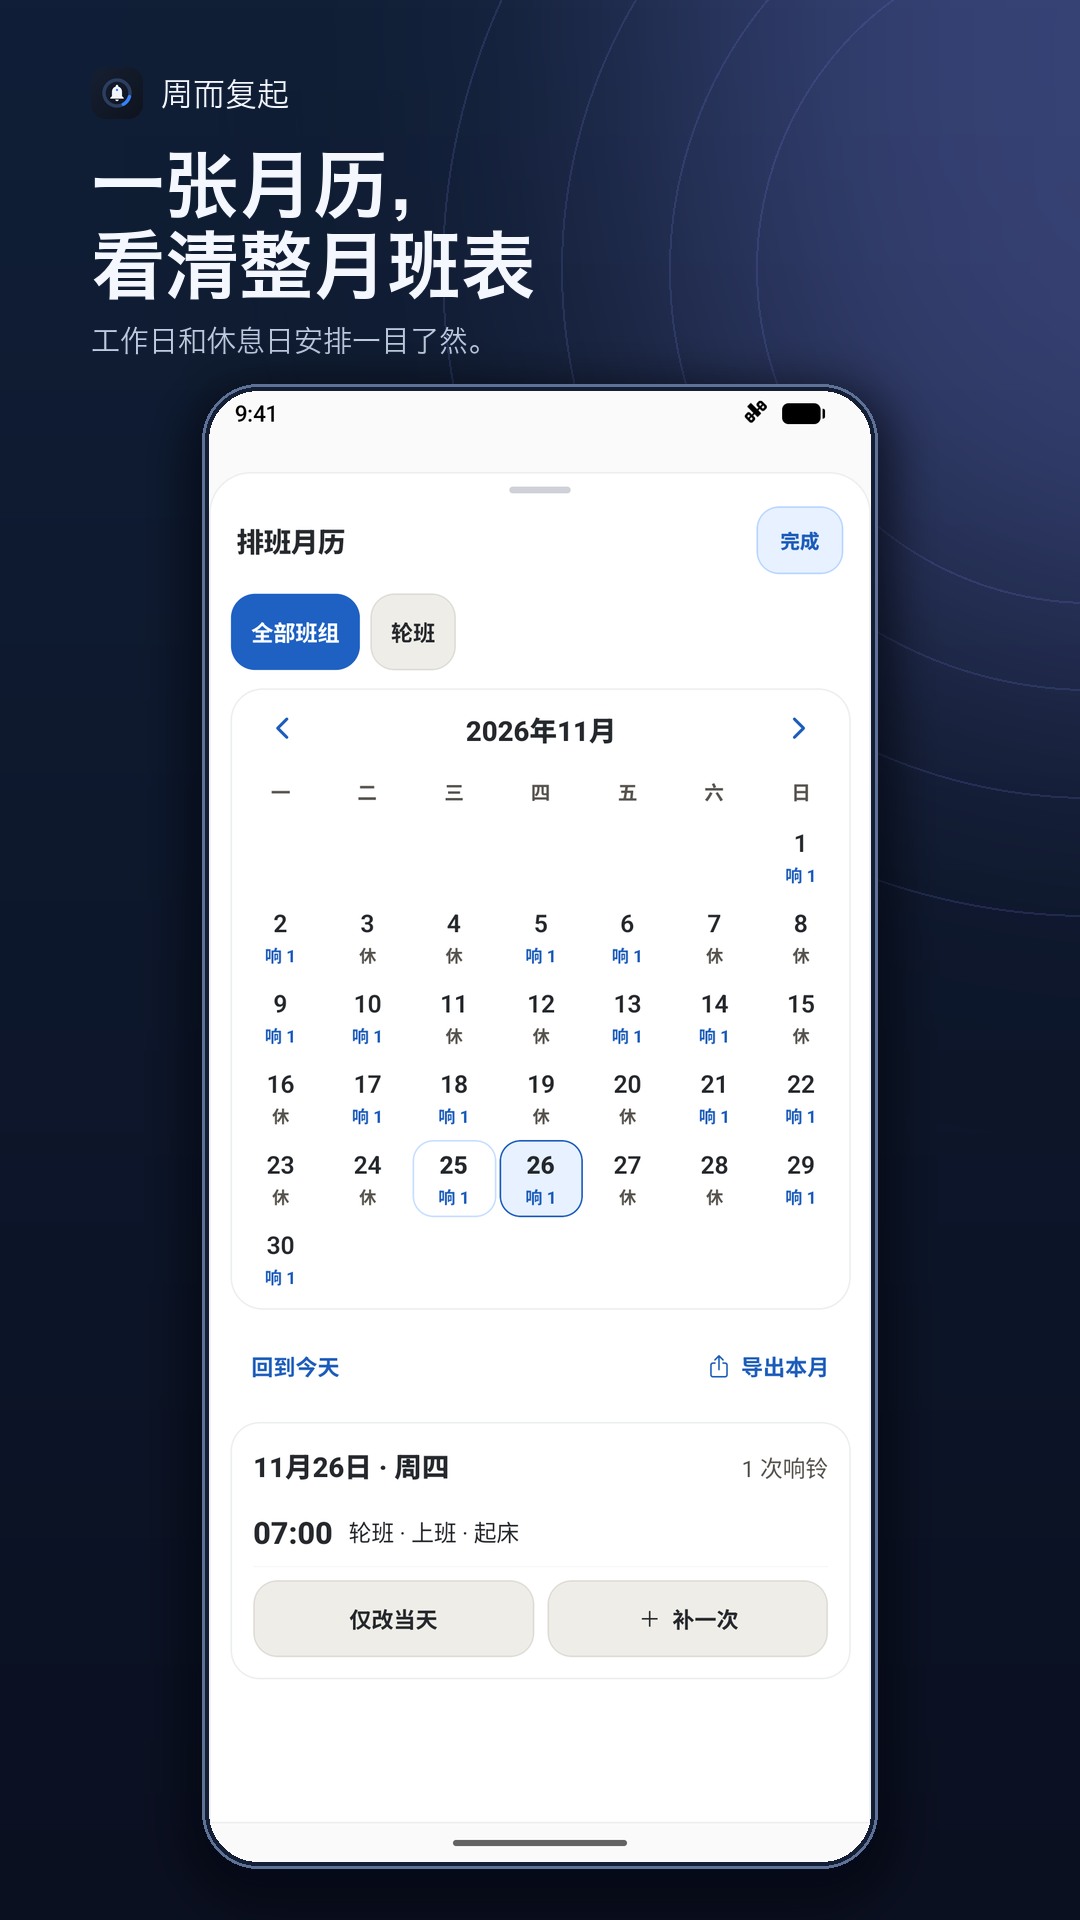 周而复起
一张月历，
看清整月班表
工作日和休息日安排一目了然。
9:41
排班月历
完成
全部班组 轮班
2026年11月
一 二 三 四 五 六 日
1
响 1
2 3 4 5 6 7 8
响 1 休 休 响 1 响 1 休 休
9 10 11 12 13 14 15
响 1 响 1 休 休 响 1 响 1 休
16 17 18 19 20 21 22
休 响 1 响 1 休 休 响 1 响 1
23 24 25 26 27 28 29
休 休 响 1 响 1 休 休 响 1
30
响 1
回到今天 导出本月
11月26日 · 周四 1 次响铃
07:00 轮班 · 上班 · 起床
仅改当天 + 补一次